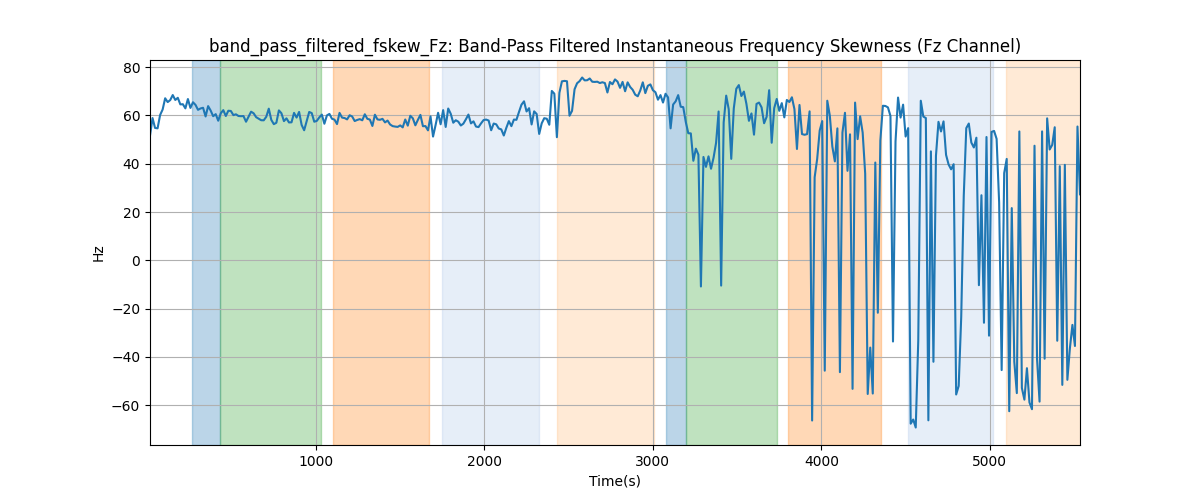 band_pass_filtered_fskew_Fz: Band-Pass Filtered Instantaneous Frequency Skewness (Fz Channel)
80
60
40
20
0
−20
−40
−60
Hz
1000 2000 3000 4000 5000
Time(s)